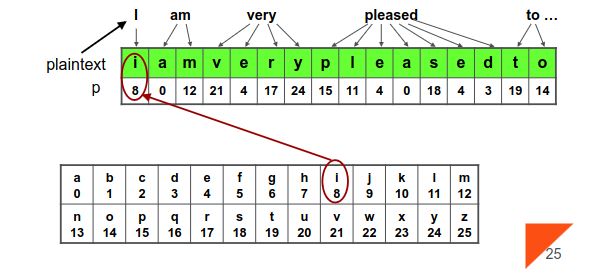 I am very pleased to ...
plaintext i a m v e r y p l e a s e d t o
p 8 0 12 21 4 17 24 15 11 4 0 18 4 3 19 14
a b c d e f g h i j k l m
0 1 2 3 4 5 6 7 8 9 10 11 12
n o p q r s t u v w x y z
13 14 15 16 17 18 19 20 21 22 23 24 25
25